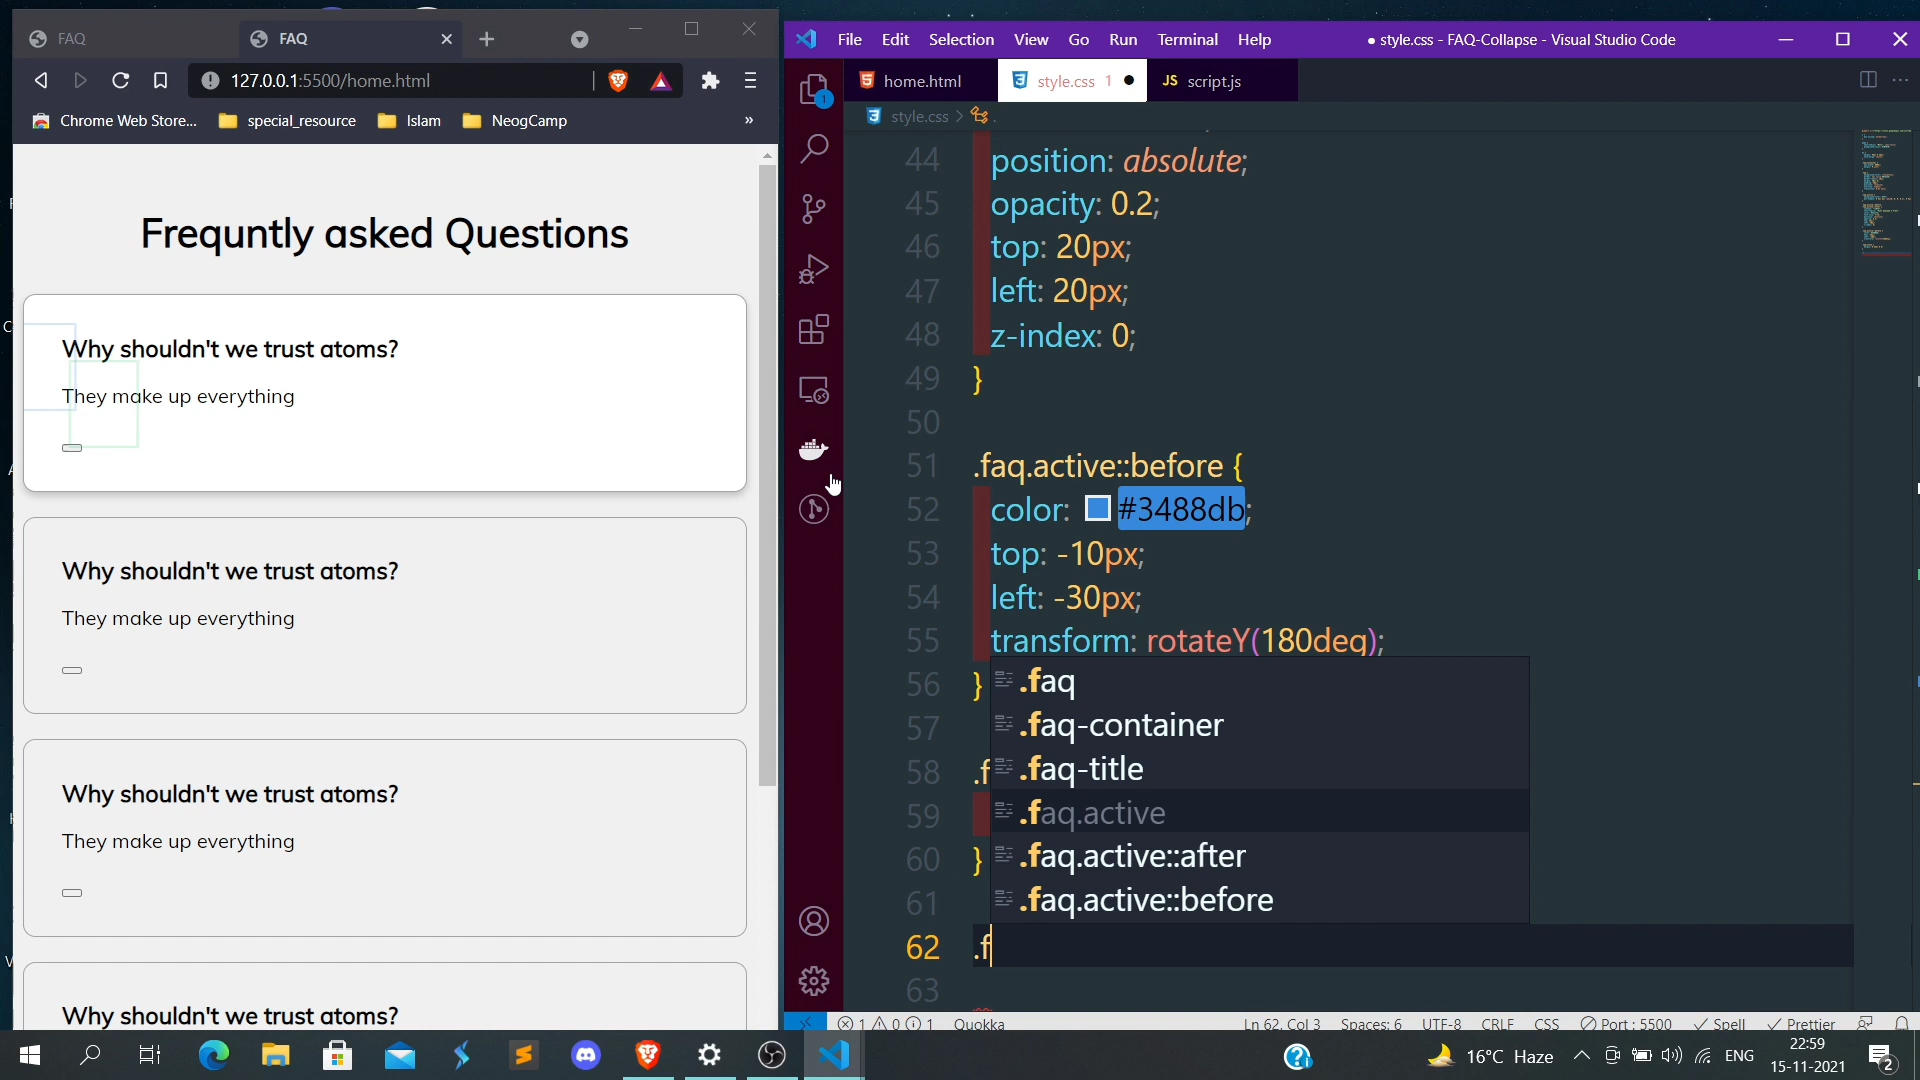 FAQ
FAQ
127.0.0.1:5500/home.html
Chrome Web Store...
special_resource
Islam
NeogCamp
»
Frequntly asked Questions
Why shouldn't we trust atoms?
They make up everything
Why shouldn't we trust atoms?
They make up everything
Why shouldn't we trust atoms?
They make up everything
Why shouldn't we trust atoms?
File Edit Selection View Go Run Terminal Help
● style.css - FAQ-Collapse - Visual Studio Code
home.html
style.css 1
JS script.js
style.css > .
44 position: absolute;
45 opacity: 0.2;
46 top: 20px;
47 left: 20px;
48 z-index: 0;
49 }
50
51 .faq.active::before {
52 color: #3488db;
53 top: -10px;
54 left: -30px;
55 transform: rotateY(180deg);
56 }
57
58 .f
59
60 }
61
62 .f
63
.faq
.faq-container
.faq-title
.faq.active
.faq.active::after
.faq.active::before
1 0 1 Quokka
Ln 62, Col 3 Spaces: 6 UTF-8 CRLF CSS Port : 5500 Spell Prettier
16°C Haze
ENG
22:59
15-11-2021
2